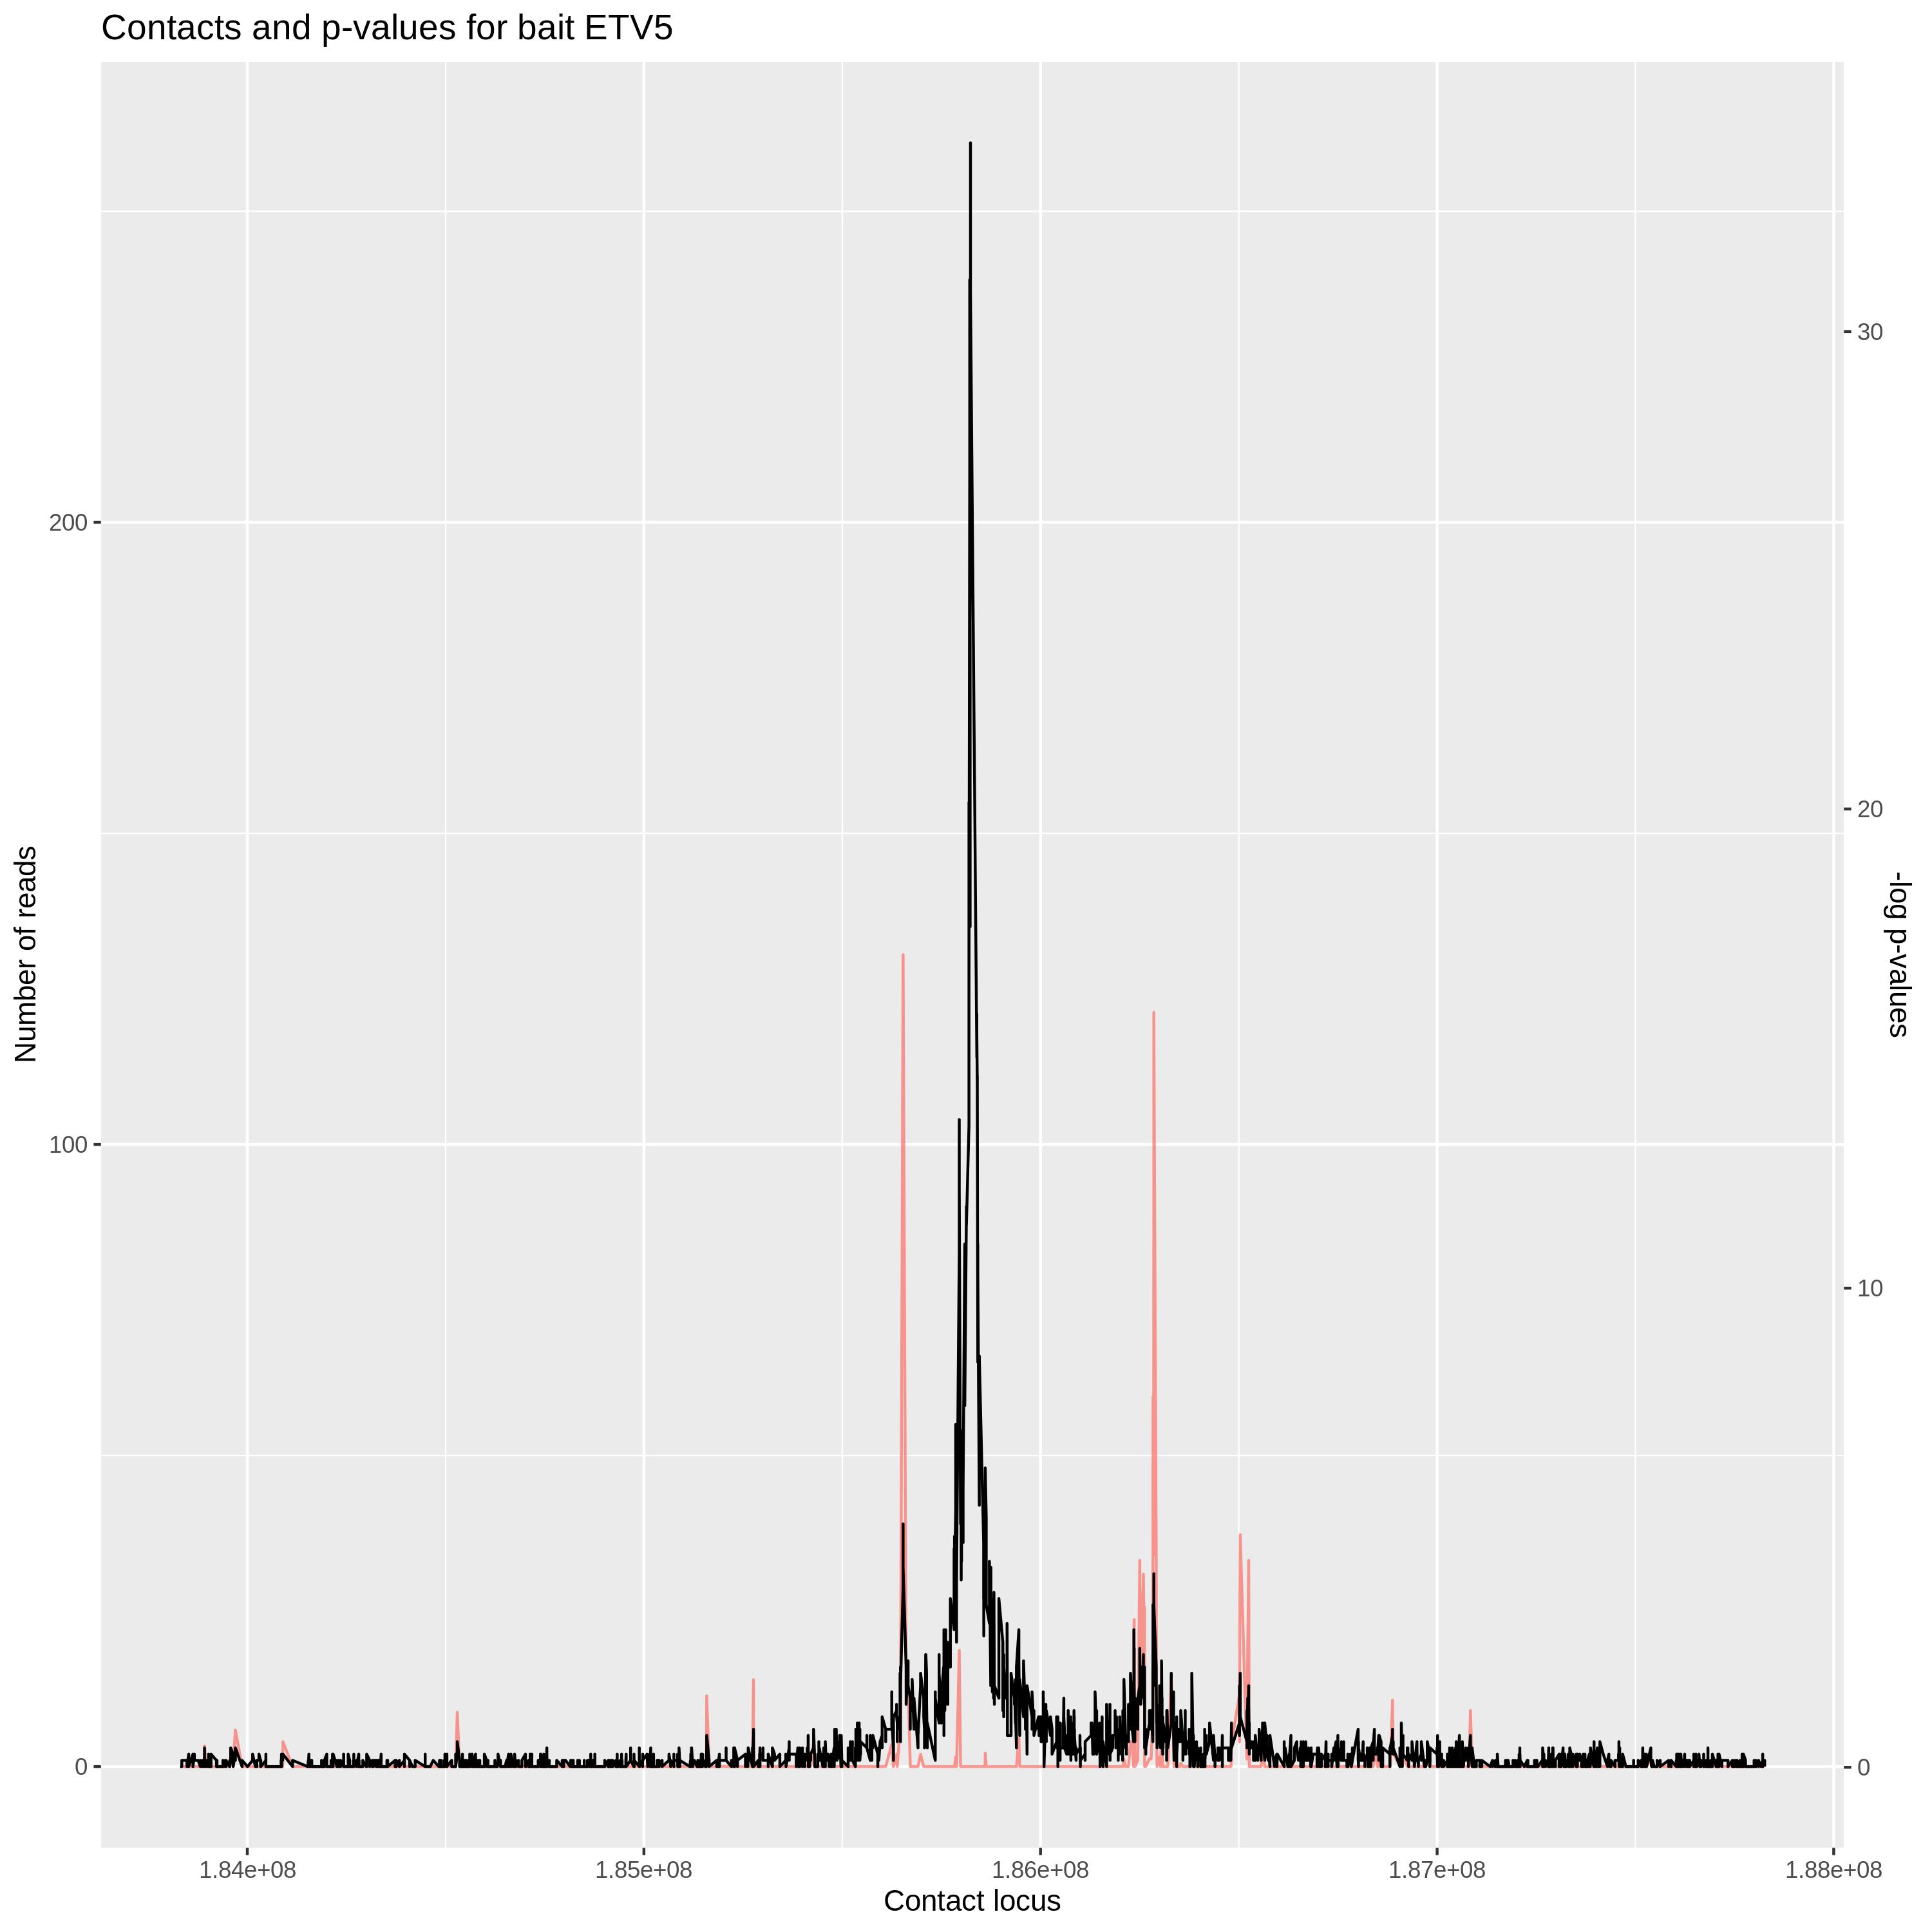 Contacts and p-values for bait ETV5
Number of reads
200
100
0
30
20
10
0
-log p-values
1.84e+08 1.85e+08 1.86e+08 1.87e+08 1.88e+08
Contact locus